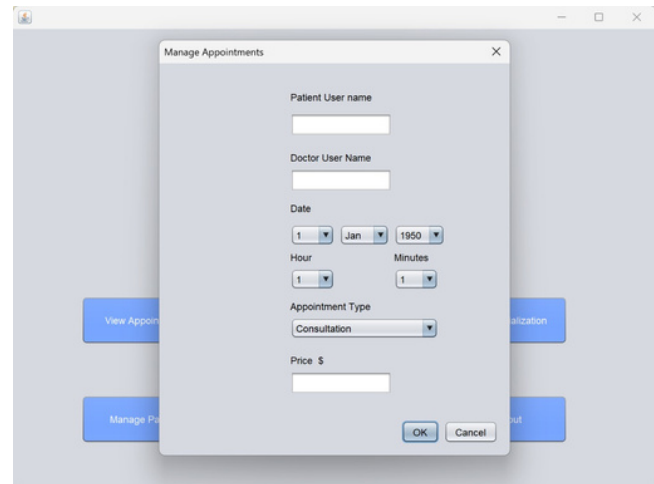 Manage Appointments
Patient User name
Doctor User Name
Date
1 Jan 1950
Hour Minutes
1 1
Appointment Type
Consultation
View Appoin
alization
Price $
Manage Pa
out
OK Cancel